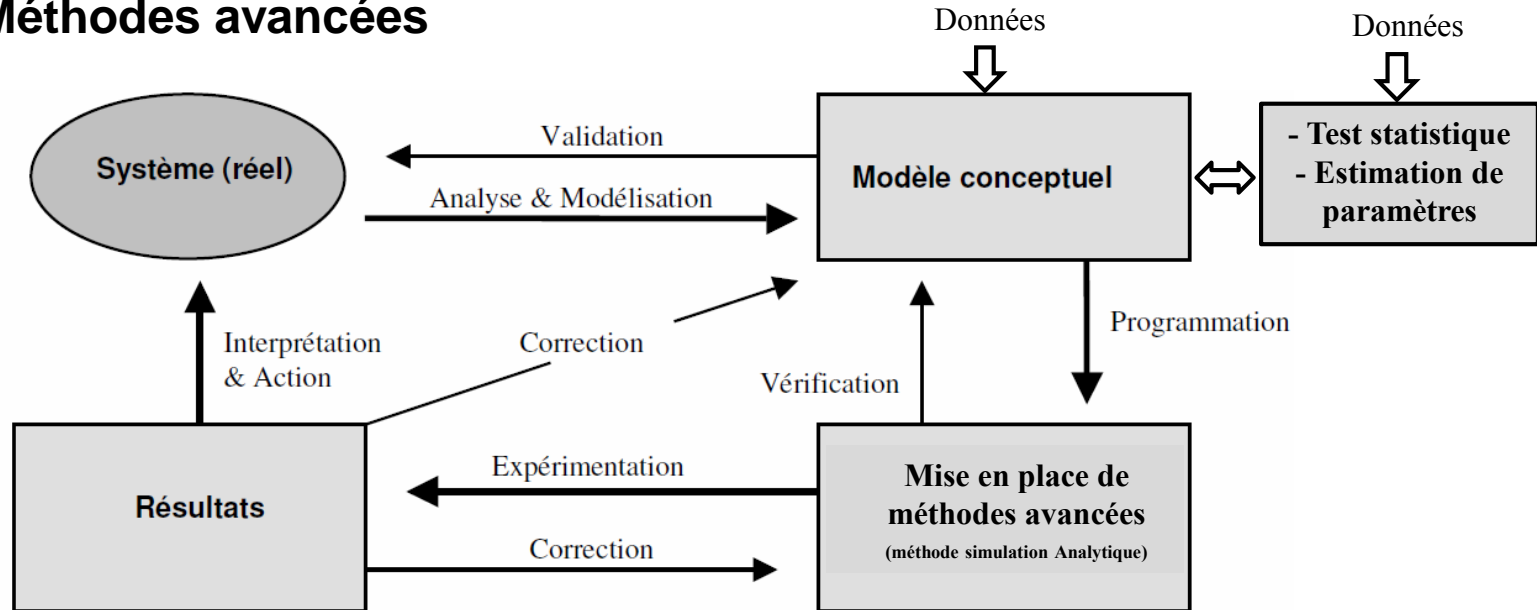 Méthodes avancées
Données
Données
Validation
Système (réel)
Analyse & Modélisation
Modèle conceptuel
- Test statistique
- Estimation de
paramètres
Interprétation
& Action
Correction
Vérification
Programmation
Expérimentation
Résultats
Correction
Mise en place de
méthodes avancées
(méthode simulation Analytique)